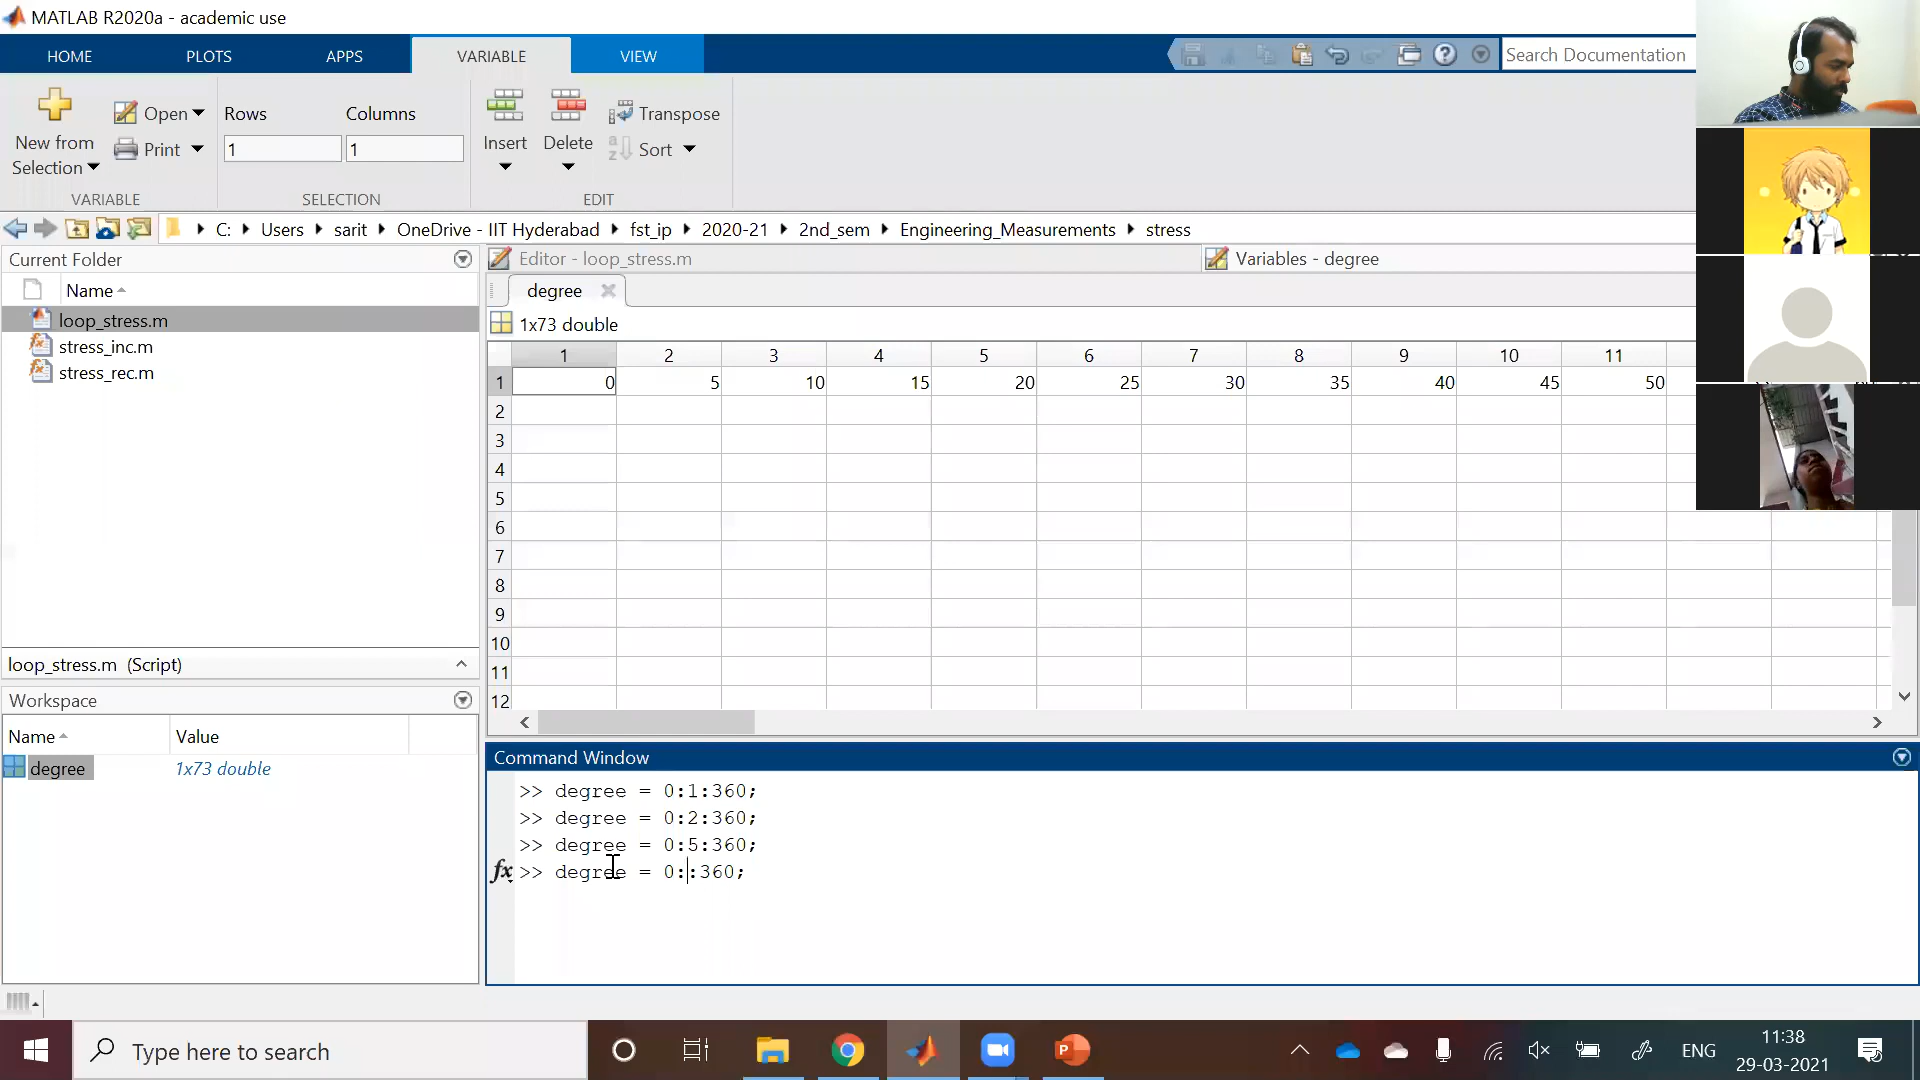 MATLAB R2020a - academic use
HOME PLOTS APPS VARIABLE VIEW
Search Documentation
New from Selection
Open
Print
Rows Columns
1 1
Insert Delete
Transpose
Sort
VARIABLE SELECTION EDIT
C: Users sarit OneDrive - IIT Hyderabad fst_ip 2020-21 2nd_sem Engineering_Measurements stress
Current Folder
Name
loop_stress.m
stress_inc.m
stress_rec.m
loop_stress.m (Script)
Workspace
Name Value
degree 1x73 double
Editor - loop_stress.m
Variables - degree
degree
1x73 double
1 2 3 4 5 6 7 8 9 10 11
1 0 5 10 15 20 25 30 35 40 45 50
2
3
4
5
6
7
8
9
10
11
12
Command Window
>> degree = 0:1:360;
>> degree = 0:2:360;
>> degree = 0:5:360;
fx >> degree = 0::360;
Type here to search
ENG
11:38
29-03-2021